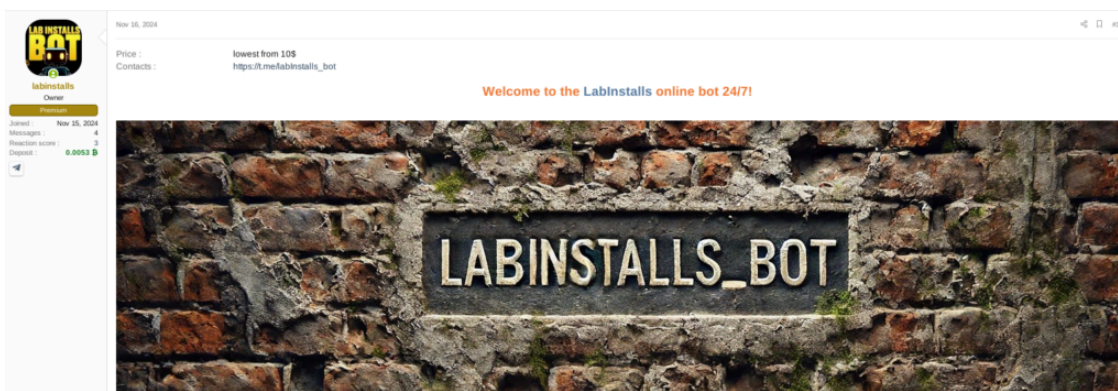 LAB INSTALLS
BOT
labinstalls
Owner
Premium
Joined : Nov 15, 2024
Messages : 4
Reaction score : 3
Deposit : 0.0053 ₿
Nov 16, 2024
Price : lowest from 10$
Contacts : https://t.me/labInstalls_bot
Welcome to the LabInstalls online bot 24/7!
LABINSTALLS_BOT